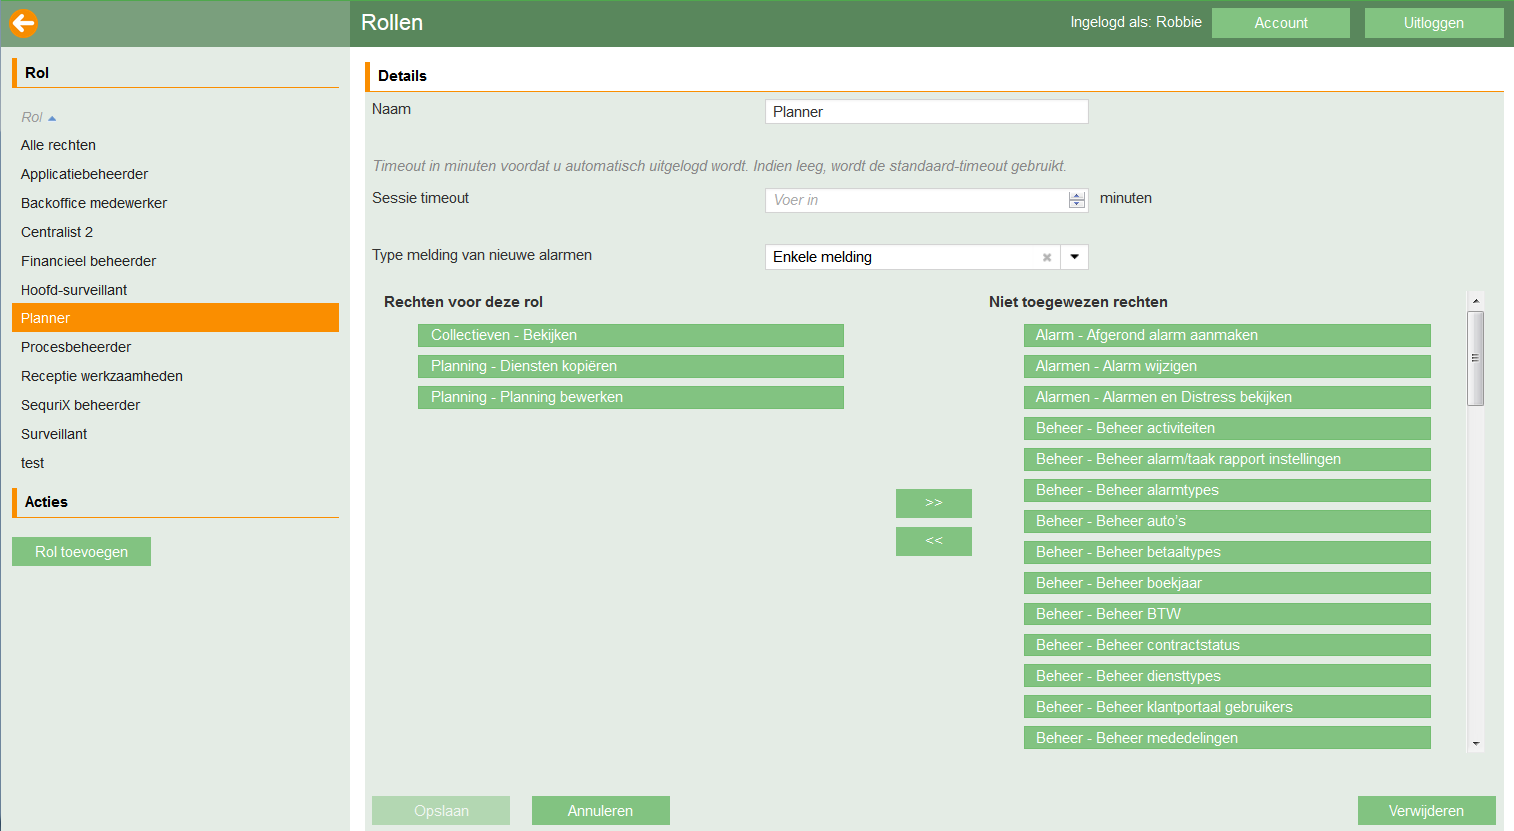 Rollen
Ingelogd als: Robbie
Account
Uitloggen
Rol
Rol
Alle rechten
Applicatiebeheerder
Backoffice medewerker
Centralist 2
Financieel beheerder
Hoofd-surveillant
Planner
Procesbeheerder
Receptie werkzaamheden
SequriX beheerder
Surveillant
test
Acties
Rol toevoegen
Details
Naam
Planner
Timeout in minuten voordat u automatisch uitgelogd wordt. Indien leeg, wordt de standaard-timeout gebruikt.
Sessie timeout
Voer in
minuten
Type melding van nieuwe alarmen
Enkele melding
Rechten voor deze rol
Collectieven - Bekijken
Planning - Diensten kopiëren
Planning - Planning bewerken
>>
<<
Niet toegewezen rechten
Alarm - Afgerond alarm aanmaken
Alarmen - Alarm wijzigen
Alarmen - Alarmen en Distress bekijken
Beheer - Beheer activiteiten
Beheer - Beheer alarm/taak rapport instellingen
Beheer - Beheer alarmtypes
Beheer - Beheer auto's
Beheer - Beheer betaaltypes
Beheer - Beheer boekjaar
Beheer - Beheer BTW
Beheer - Beheer contractstatus
Beheer - Beheer diensttypes
Beheer - Beheer klantportaal gebruikers
Beheer - Beheer mededelingen
Opslaan
Annuleren
Verwijderen